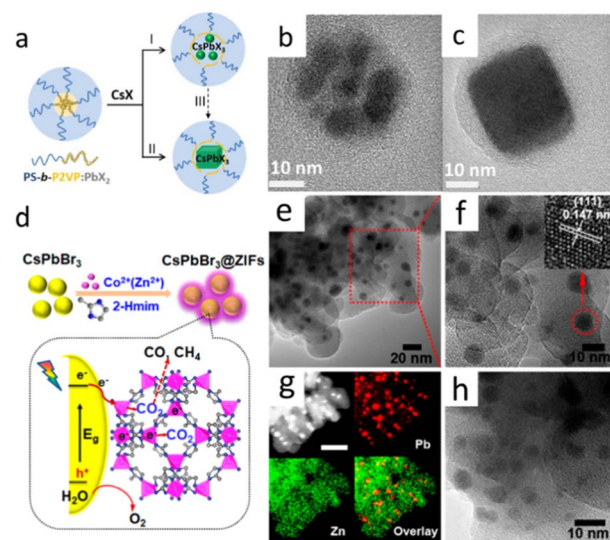 a
CsPbX3
I
CsX
III
II
CsPbX3
PS-b-P2VP:PbX2
b
10 nm
c
10 nm
d
CsPbBr3
CsPbBr3@ZIFs
Co2+(Zn2+)
2-Hmim
CO, CH4
e-
e-
CO2
e-
e-
CO2
Eg
h+
H2O
O2
e
20 nm
f
(111)
0.147 nm
10 nm
g
Pb
Zn
Overlay
h
10 nm